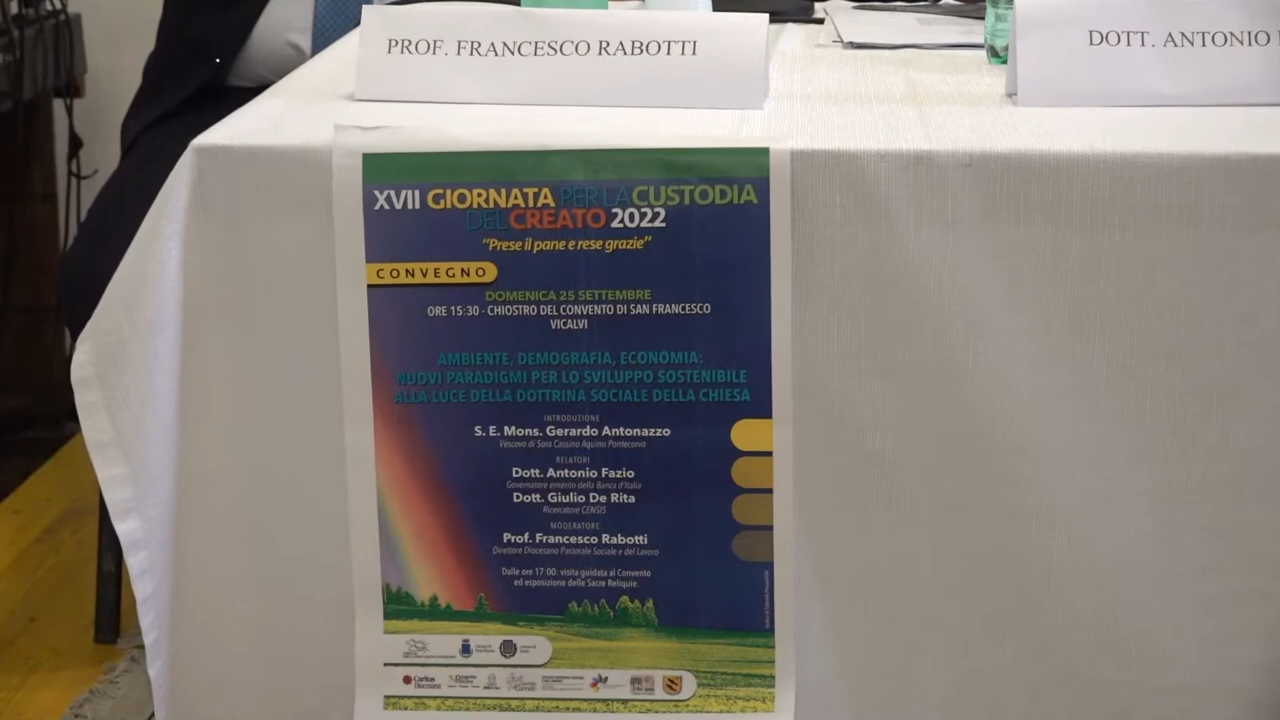 PROF. FRANCESCO RABOTTI
DOTT. ANTONIO
XVII GIORNATA PER LA CUSTODIA
DEL CREATO 2022
“Prese il pane e rese grazie”
CONVEGNO
DOMENICA 25 SETTEMBRE
ORE 15:30 - CHIOSTRO DEL CONVENTO DI SAN FRANCESCO
VICALVI
AMBIENTE, DEMOGRAFIA, ECONOMIA:
NUOVI PARADIGMI PER LO SVILUPPO SOSTENIBILE
ALLA LUCE DELLA DOTTRINA SOCIALE DELLA CHIESA
INTRODUZIONE
S. E. Mons. Gerardo Antonazzo
Vescovo di Sora Cassino Aquino Pontecorvo
RELATORI
Dott. Antonio Fazio
Governatore emerito della Banca d'Italia
Dott. Giulio De Rita
Ricercatore CENSIS
MODERATORE
Prof. Francesco Rabotti
Direttore Diocesano Pastorale Sociale e del Lavoro
Dalle ore 17:00: visita guidata al Convento
ed esposizione delle Sacre Reliquie.
Caritas
Diocesana